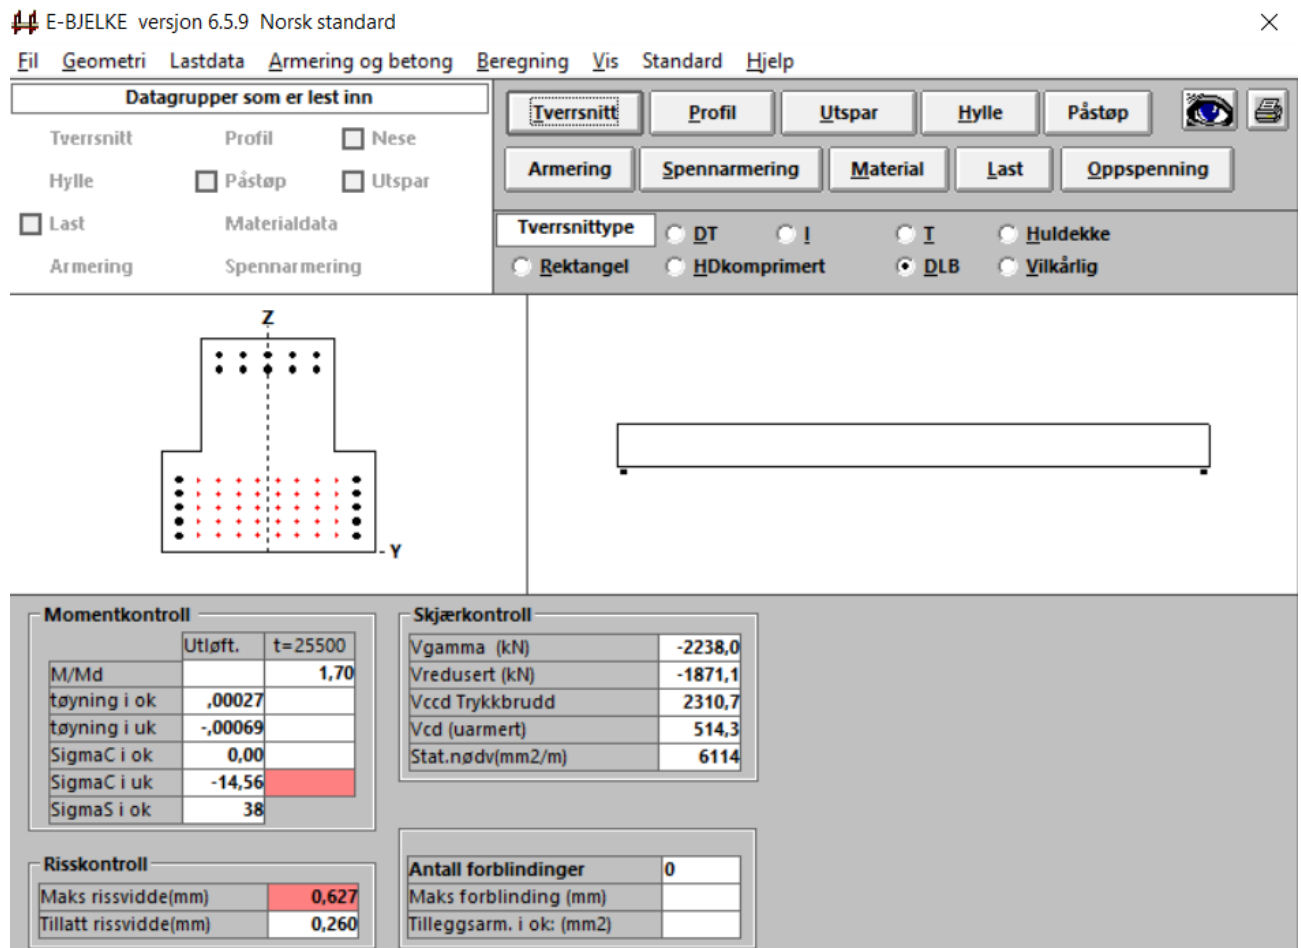 E-BJELKE versjon 6.5.9 Norsk standard
Fil Geometri Lastdata Armering og betong Beregning Vis Standard Hjelp
Datagrupper som er lest inn
Tverrsnitt Profil Nese
Hylle Påstøp Utspar
Last Materialdata
Armering Spennarmering
Tverrsnitt Profil Utspar Hylle Påstøp
Armering Spennarmering Material Last Oppspenning
Tverrsnittype DT I T Huldekke
Rektangel HDkomprimert DLB Vilkårlig
Z
- Y
Momentkontroll
Utløft. t=25500
M/Md 1,70
tøyning i ok ,00027
tøyning i uk -,00069
SigmaC i ok 0,00
SigmaC i uk -14,56
SigmaS i ok 38
Skjærkontroll
Vgamma (kN) -2238,0
Vredusert (kN) -1871,1
Vccd Trykkbrudd 2310,7
Vcd (uarmert) 514,3
Stat.nødv(mm2/m) 6114
Risskontroll
Maks rissvidde(mm) 0,627
Tillatt rissvidde(mm) 0,260
Antall forblindinger 0
Maks forblinding (mm)
Tilleggsarm. i ok: (mm2)